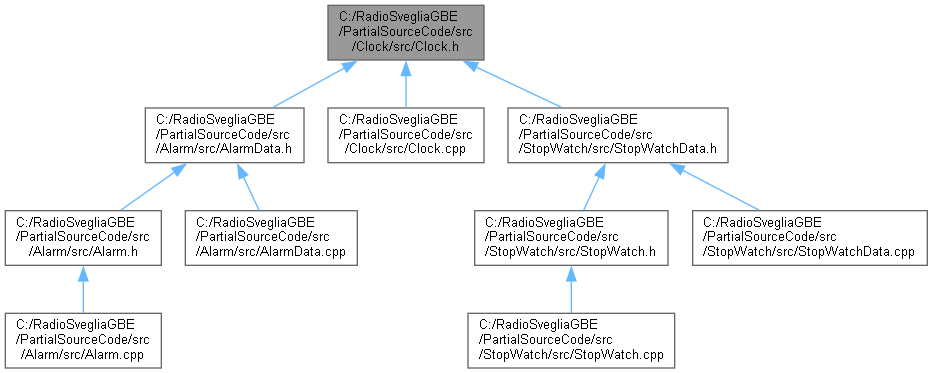 C:/RadioSvegliaGBE
/PartialSourceCode/src
/Clock/src/Clock.h
C:/RadioSvegliaGBE
/PartialSourceCode/src
/Alarm/src/AlarmData.h
C:/RadioSvegliaGBE
/PartialSourceCode/src
/Clock/src/Clock.cpp
C:/RadioSvegliaGBE
/PartialSourceCode/src
/StopWatch/src/StopWatchData.h
C:/RadioSvegliaGBE
/PartialSourceCode/src
/Alarm/src/Alarm.h
C:/RadioSvegliaGBE
/PartialSourceCode/src
/Alarm/src/AlarmData.cpp
C:/RadioSvegliaGBE
/PartialSourceCode/src
/StopWatch/src/StopWatch.h
C:/RadioSvegliaGBE
/PartialSourceCode/src
/StopWatch/src/StopWatchData.cpp
C:/RadioSvegliaGBE
/PartialSourceCode/src
/Alarm/src/Alarm.cpp
C:/RadioSvegliaGBE
/PartialSourceCode/src
/StopWatch/src/StopWatch.cpp